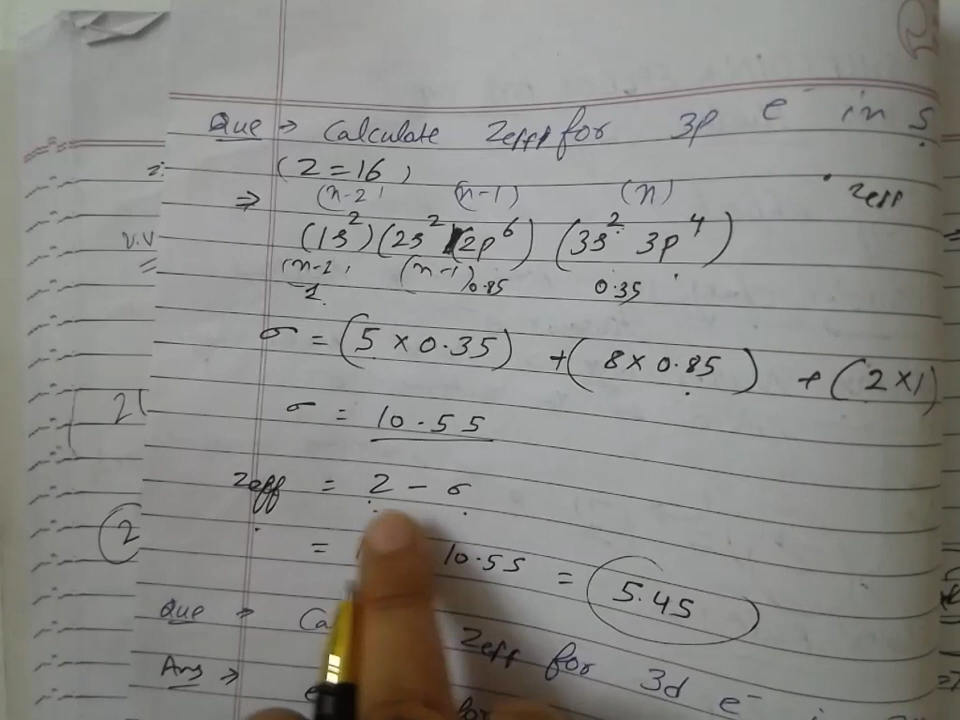 Que ⇒ Calculate Zeff for 3p e⁻ in S.
(Z=16)
(n-2) (n-1) (n) Zeff
⇒ (1s²)(2s² 2p⁶) (3s² 3p⁴)
V.V (n-2) (n-1) 0.85 0.35
1
σ = (5 × 0.35) + (8 × 0.85) + (2×1)
σ = 10.55
Zeff = Z - σ
= 10.55 = 5.45
Que ⇒ Zeff for 3d e⁻
Ans ⇒ for